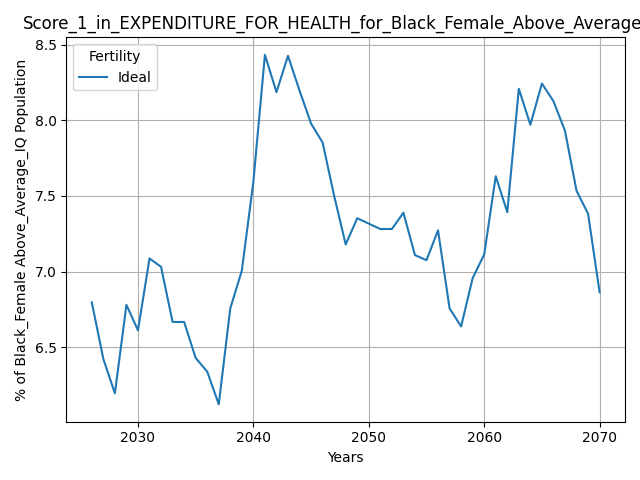 Score_1_in_EXPENDITURE_FOR_HEALTH_for_Black_Female_Above_Average
Fertility
Ideal
8.5
8.0
7.5
7.0
6.5
% of Black_Female Above_Average_IQ Population
2030
2040
2050
2060
2070
Years